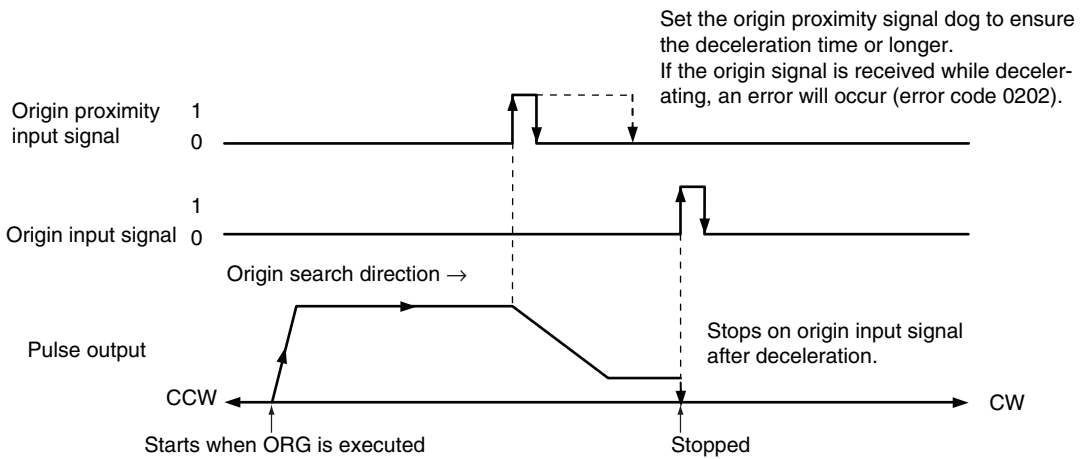 Set the origin proximity signal dog to ensure
the deceleration time or longer.
If the origin signal is received while deceler-
ating, an error will occur (error code 0202).
Origin proximity
input signal
1
0
1
Origin input signal 0
Origin search direction →
Pulse output
Stops on origin input signal
after deceleration.
CCW
CW
Starts when ORG is executed
Stopped